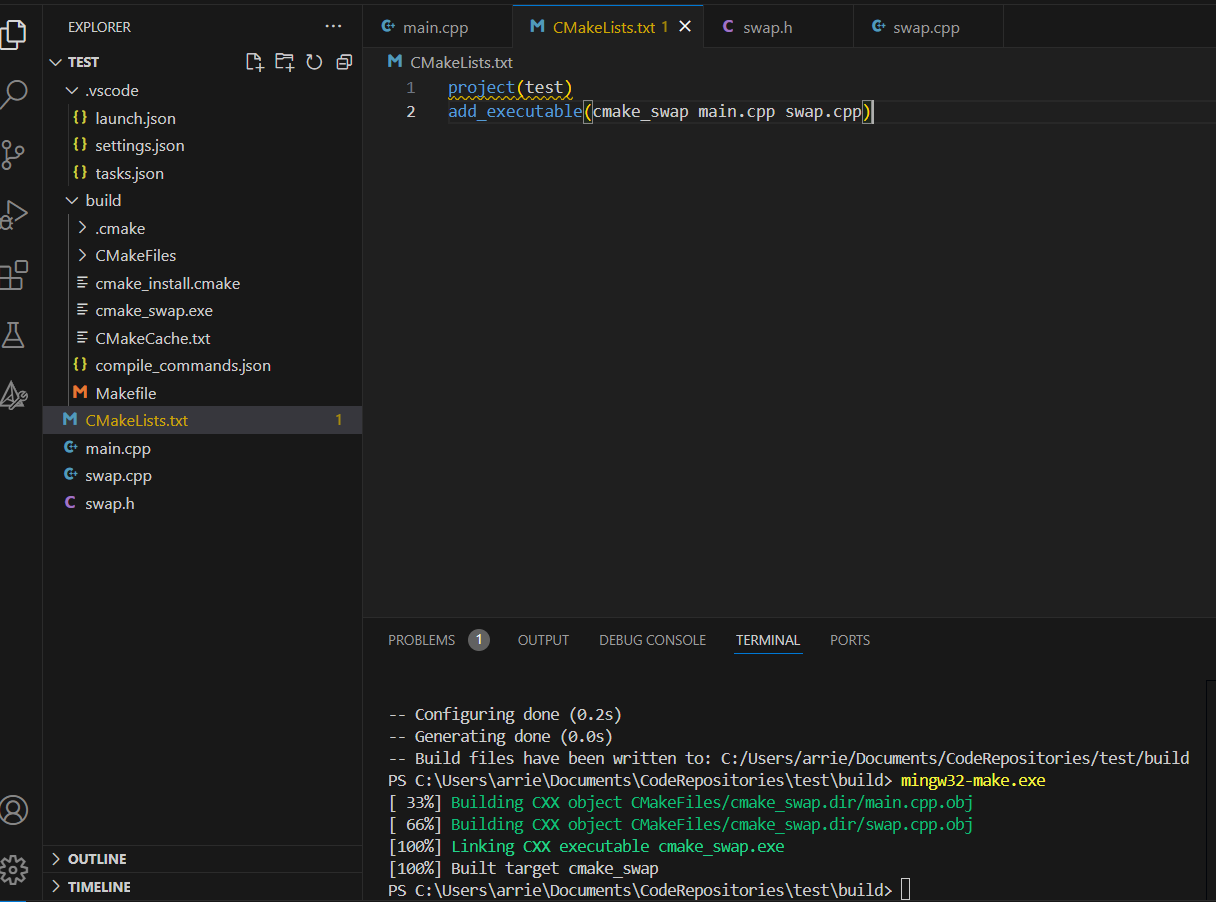 EXPLORER
TEST
.vscode
launch.json
settings.json
tasks.json
build
.cmake
CMakeFiles
cmake_install.cmake
cmake_swap.exe
CMakeCache.txt
compile_commands.json
Makefile
CMakeLists.txt 1
main.cpp
swap.cpp
swap.h
OUTLINE
TIMELINE
main.cpp
CMakeLists.txt 1
swap.h
swap.cpp
CMakeLists.txt
1 project(test)
2 add_executable(cmake_swap main.cpp swap.cpp)
PROBLEMS 1 OUTPUT DEBUG CONSOLE TERMINAL PORTS
-- Configuring done (0.2s)
-- Generating done (0.0s)
-- Build files have been written to: C:/Users/arrie/Documents/CodeRepositories/test/build
PS C:\Users\arrie\Documents\CodeRepositories\test\build> mingw32-make.exe
[ 33%] Building CXX object CMakeFiles/cmake_swap.dir/main.cpp.obj
[ 66%] Building CXX object CMakeFiles/cmake_swap.dir/swap.cpp.obj
[100%] Linking CXX executable cmake_swap.exe
[100%] Built target cmake_swap
PS C:\Users\arrie\Documents\CodeRepositories\test\build>